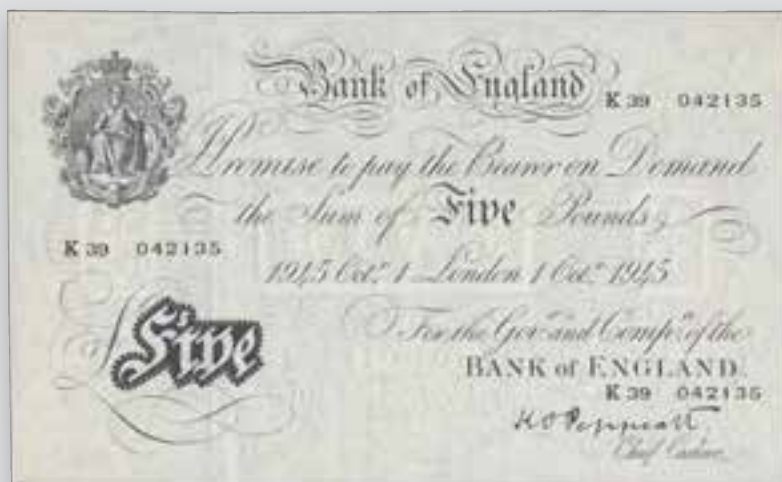 Bank of England
K 39 042135
I Promise to pay the Bearer on Demand
the Sum of Five Pounds
K 39 042135
1945 Octr. 1 London 1 Octr. 1945
For the Govr. and Compa. of the
BANK of ENGLAND.
Five
K 39 042135
K O Peppiatt
Chief Cashier